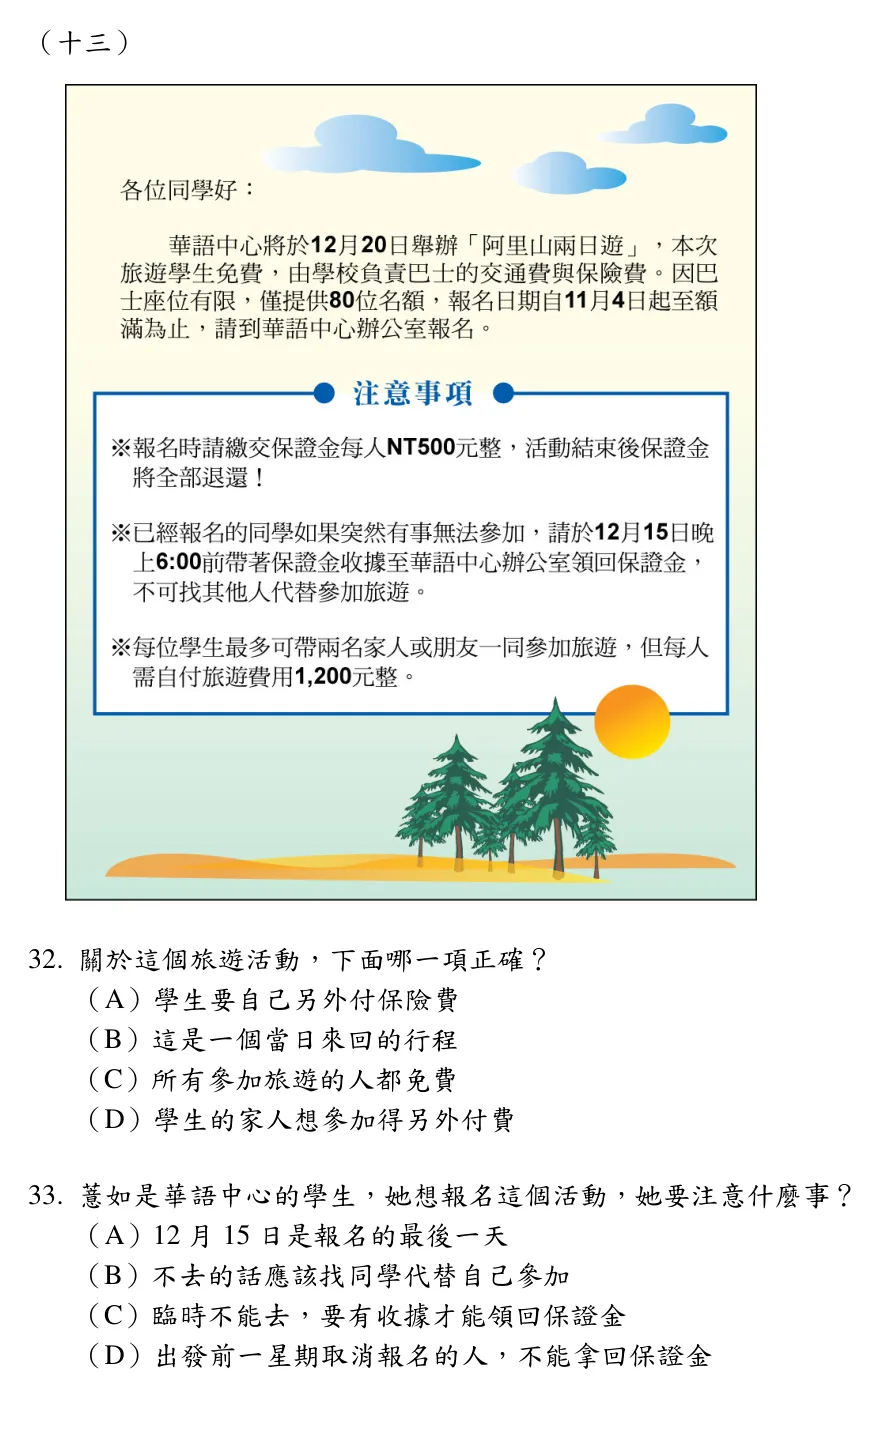 （十三）
各位同學好：
華語中心將於12月20日舉辦「阿里山兩日遊」，本次
旅遊學生免費，由學校負責巴士的交通費與保險費。因巴
士座位有限，僅提供80位名額，報名日期自11月4日起至額
滿為止，請到華語中心辦公室報名。
注意事項
※報名時請繳交保證金每人NT500元整，活動結束後保證金
將全部退還！
※已經報名的同學如果突然有事無法參加，請於12月15日晚
上6:00前帶著保證金收據至華語中心辦公室領回保證金，
不可找其他人代替參加旅遊。
※每位學生最多可帶兩名家人或朋友一同參加旅遊，但每人
需自付旅遊費用1,200元整。
32. 關於這個旅遊活動，下面哪一項正確？
（A）學生要自己另外付保險費
（B）這是一個當日來回的行程
（C）所有參加旅遊的人都免費
（D）學生的家人想參加得另外付費
33. 薏如是華語中心的學生，她想報名這個活動，她要注意什麼事？
（A）12 月 15 日是報名的最後一天
（B）不去的話應該找同學代替自己參加
（C）臨時不能去，要有收據才能領回保證金
（D）出發前一星期取消報名的人，不能拿回保證金